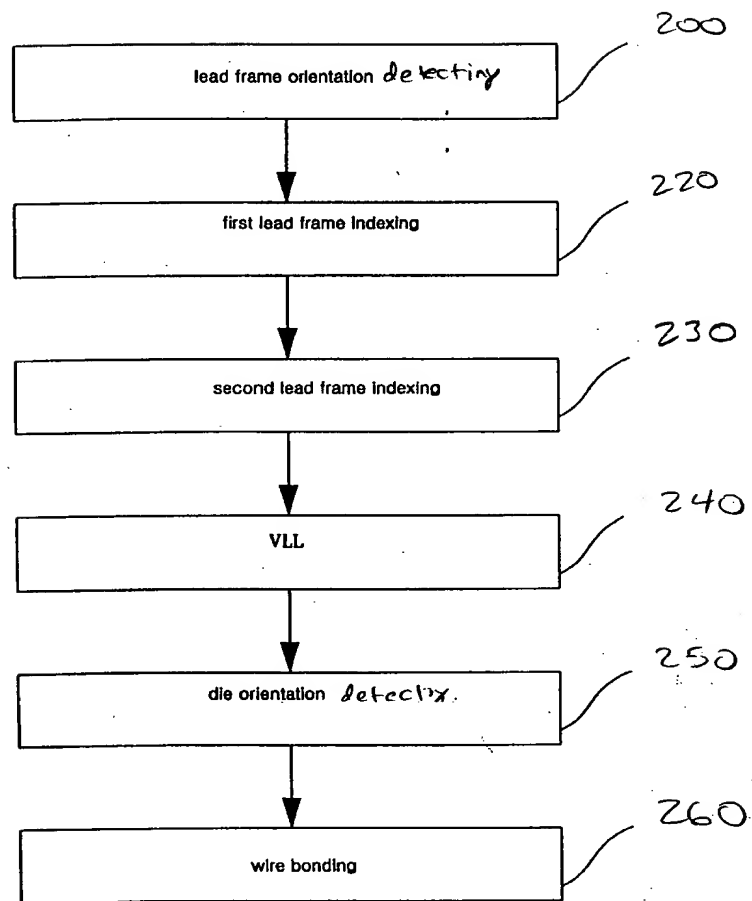 200
lead frame orientation detecting
220
first lead frame indexing
230
second lead frame indexing
240
VLL
250
die orientation detecting.
260
wire bonding